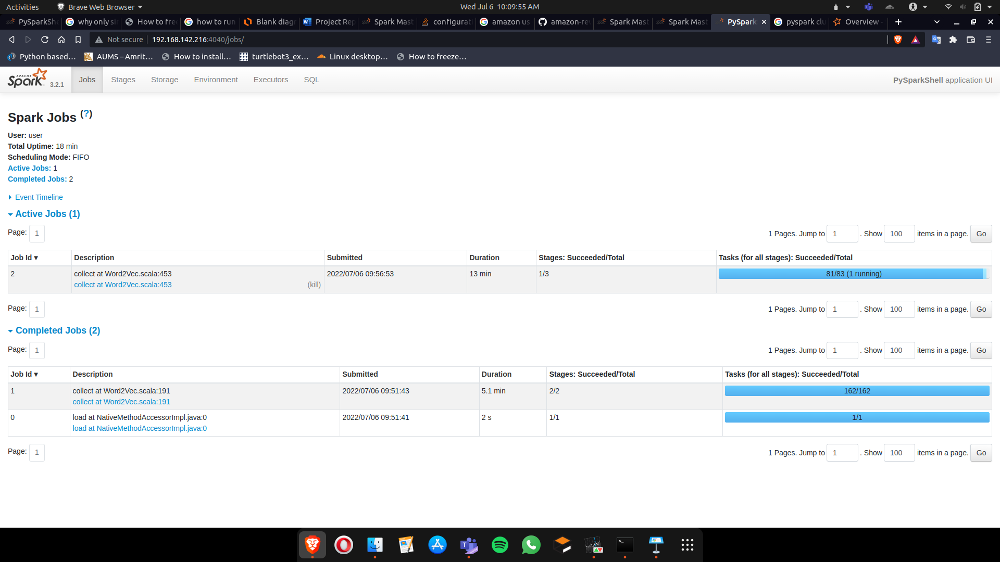 Activities
Brave Web Browser
Wed Jul 6 10:09:55 AM
PySparkShe
why only si
How to fre
how to run
Blank diag
Project Rep
Spark Mast
configurati
amazon us
amazon-re
Spark Mast
Spark Mast
PySpark
pyspark clu
Overview -
Not secure
192.168.142.216:4040/jobs/
Python based...
AUMS – Amrit...
How to install...
turtlebot3_ex...
Linux desktop...
How to freeze...
APACHE
Spark
3.2.1
Jobs
Stages
Storage
Environment
Executors
SQL
PySparkShell application UI
Spark Jobs (?)
User: user
Total Uptime: 18 min
Scheduling Mode: FIFO
Active Jobs: 1
Completed Jobs: 2
Event Timeline
Active Jobs (1)
Page: 1
1 Pages. Jump to 1 . Show 100 items in a page. Go
Job Id ▾ Description Submitted Duration Stages: Succeeded/Total Tasks (for all stages): Succeeded/Total
2 collect at Word2Vec.scala:453 2022/07/06 09:56:53 13 min 1/3 81/83 (1 running)
collect at Word2Vec.scala:453 (kill)
Page: 1
1 Pages. Jump to 1 . Show 100 items in a page. Go
Completed Jobs (2)
Page: 1
1 Pages. Jump to 1 . Show 100 items in a page. Go
Job Id ▾ Description Submitted Duration Stages: Succeeded/Total Tasks (for all stages): Succeeded/Total
1 collect at Word2Vec.scala:191 2022/07/06 09:51:43 5.1 min 2/2 162/162
collect at Word2Vec.scala:191
0 load at NativeMethodAccessorImpl.java:0 2022/07/06 09:51:41 2 s 1/1 1/1
load at NativeMethodAccessorImpl.java:0
Page: 1
1 Pages. Jump to 1 . Show 100 items in a page. Go